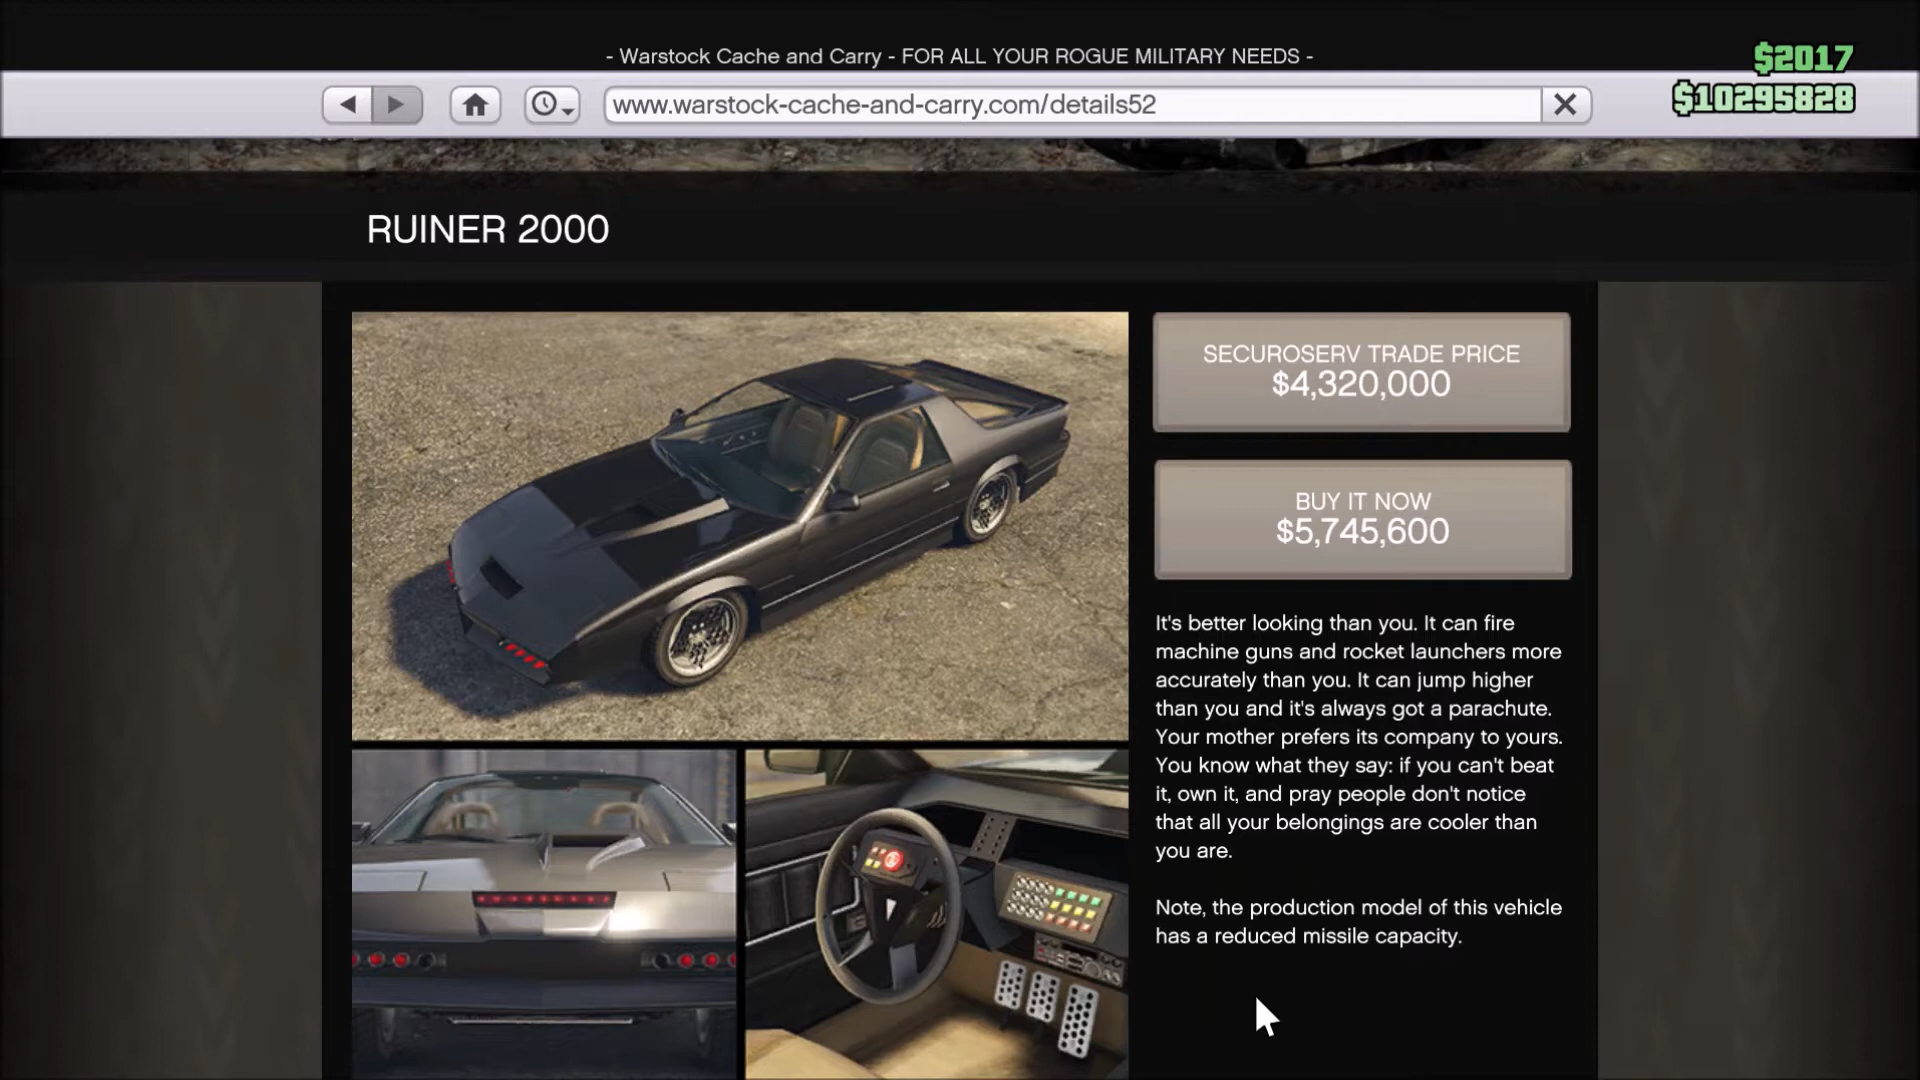 - Warstock Cache and Carry - FOR ALL YOUR ROGUE MILITARY NEEDS -
$2017
www.warstock-cache-and-carry.com/details52
$10295828
RUINER 2000
SECUROSERV TRADE PRICE
$4,320,000
BUY IT NOW
$5,745,600
It's better looking than you. It can fire
machine guns and rocket launchers more
accurately than you. It can jump higher
than you and it's always got a parachute.
Your mother prefers its company to yours.
You know what they say: if you can't beat
it, own it, and pray people don't notice
that all your belongings are cooler than
you are.
Note, the production model of this vehicle
has a reduced missile capacity.